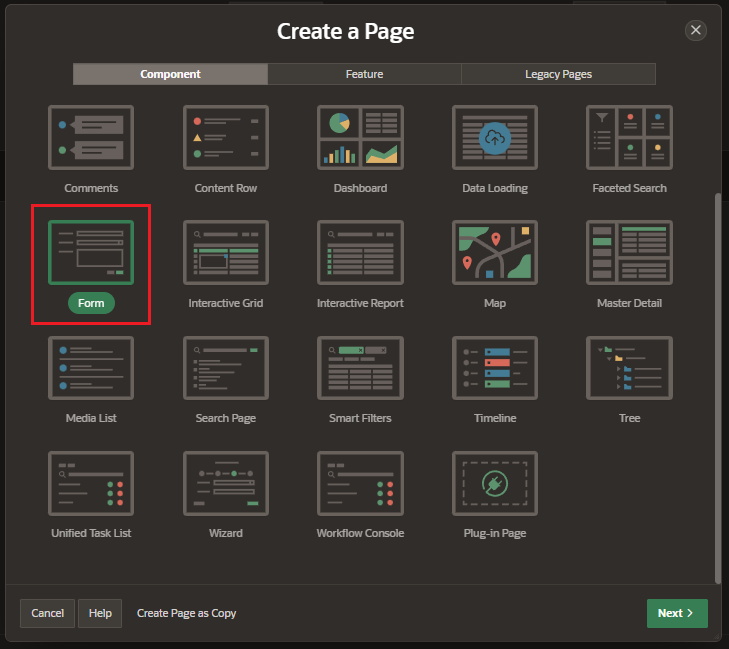 Create a Page
Component
Feature
Legacy Pages
Comments
Content Row
Dashboard
Data Loading
Faceted Search
Form
Interactive Grid
Interactive Report
Map
Master Detail
Media List
Search Page
Smart Filters
Timeline
Tree
Unified Task List
Wizard
Workflow Console
Plug-in Page
Cancel
Help
Create Page as Copy
Next